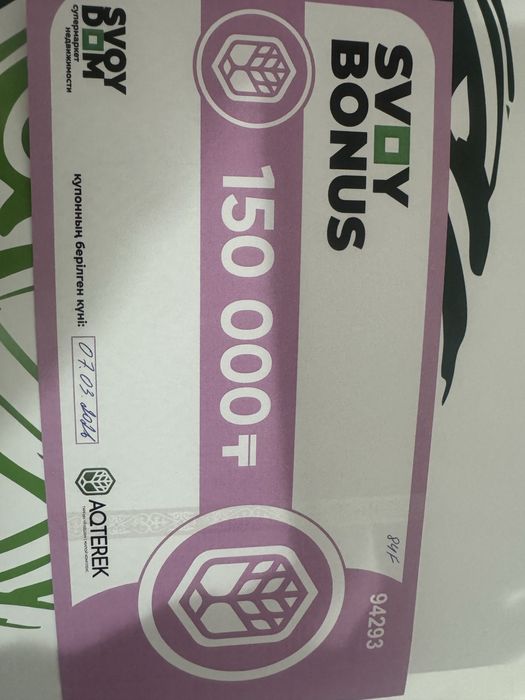 SVOY
BONUS
150 000 ₸
SVOY
DOM
супермаркет
недвижимости
купонның берілген күні:
07.03.2026
AQTEREK
94293